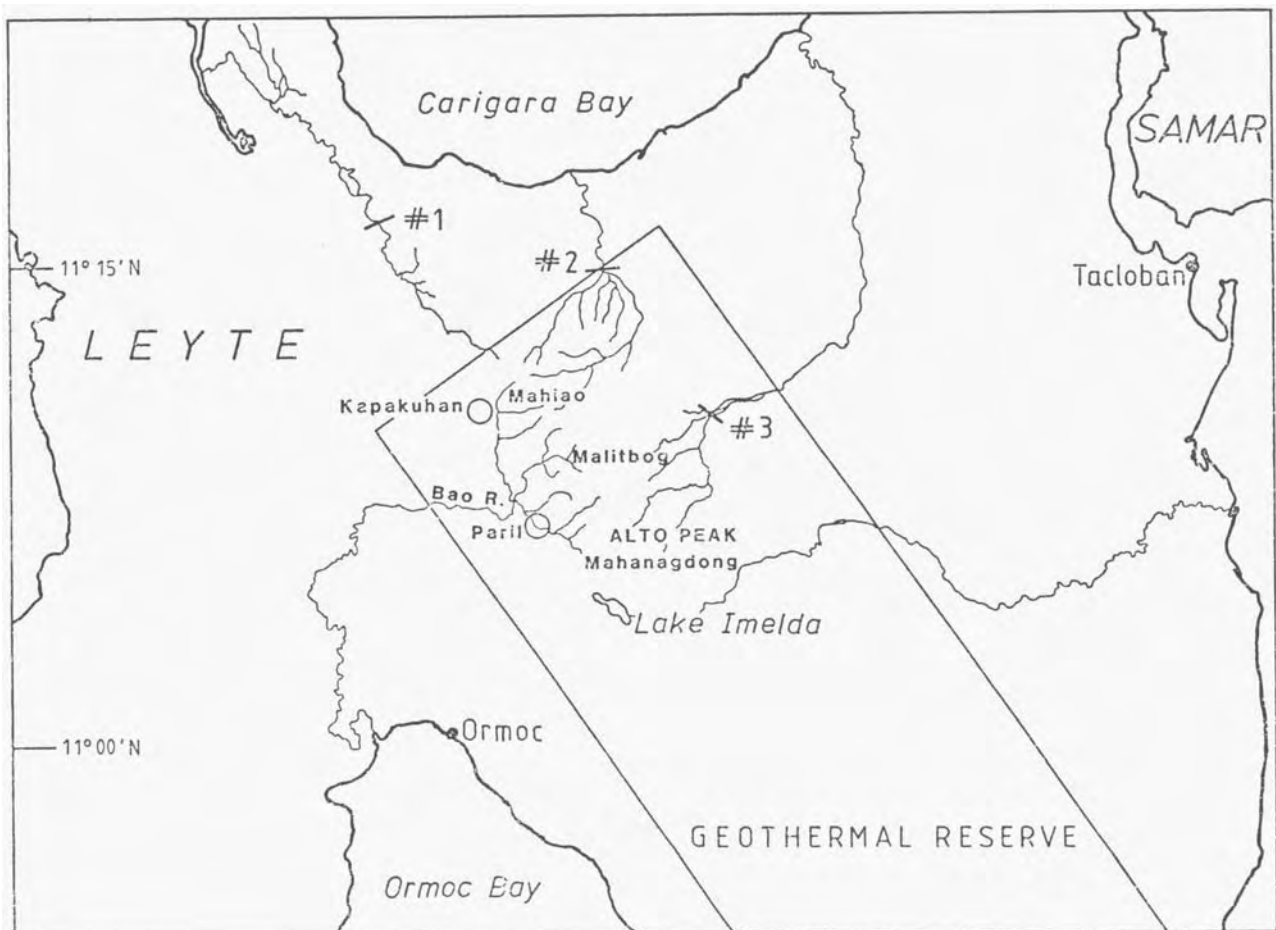 Carigara Bay
SAMAR
#1
11° 15'N
#2
Tacloban
LEYTE
Kapakuhan
Mahiao
#3
Malitbog
Bao R.
Paril
ALTO PEAK
Mahanagdong
Lake Imelda
Ormoc
11° 00'N
GEOTHERMAL RESERVE
Ormoc Bay